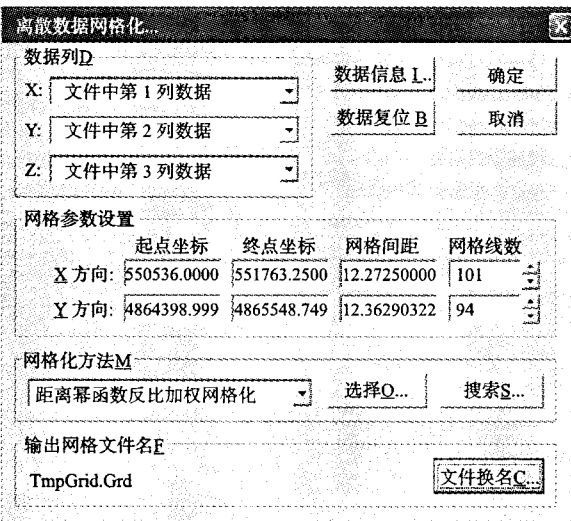 离散数据网格化...
数据列D
X: 文件中第 1 列数据
Y: 文件中第 2 列数据
Z: 文件中第 3 列数据
数据信息 I..
确定
数据复位 B
取消
网格参数设置
起点坐标 终点坐标 网格间距 网格线数
X 方向: 550536.0000 551763.2500 12.27250000 101
Y 方向: 4864398.999 4865548.749 12.36290322 94
网格化方法M
距离幂函数反比加权网格化
选择O...
搜索S...
输出网格文件名F
TmpGrid.Grd
文件换名C...